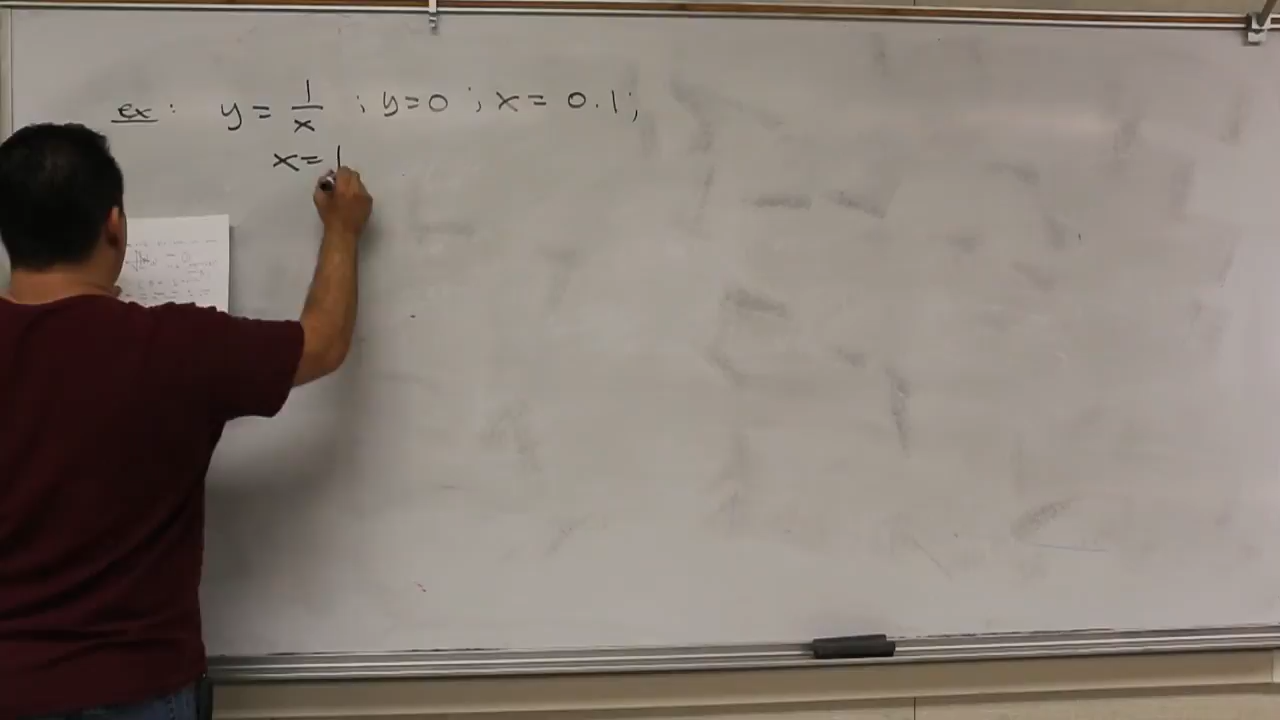 ex: y = 1/x ; y=0 ; x = 0.1;
x = 1